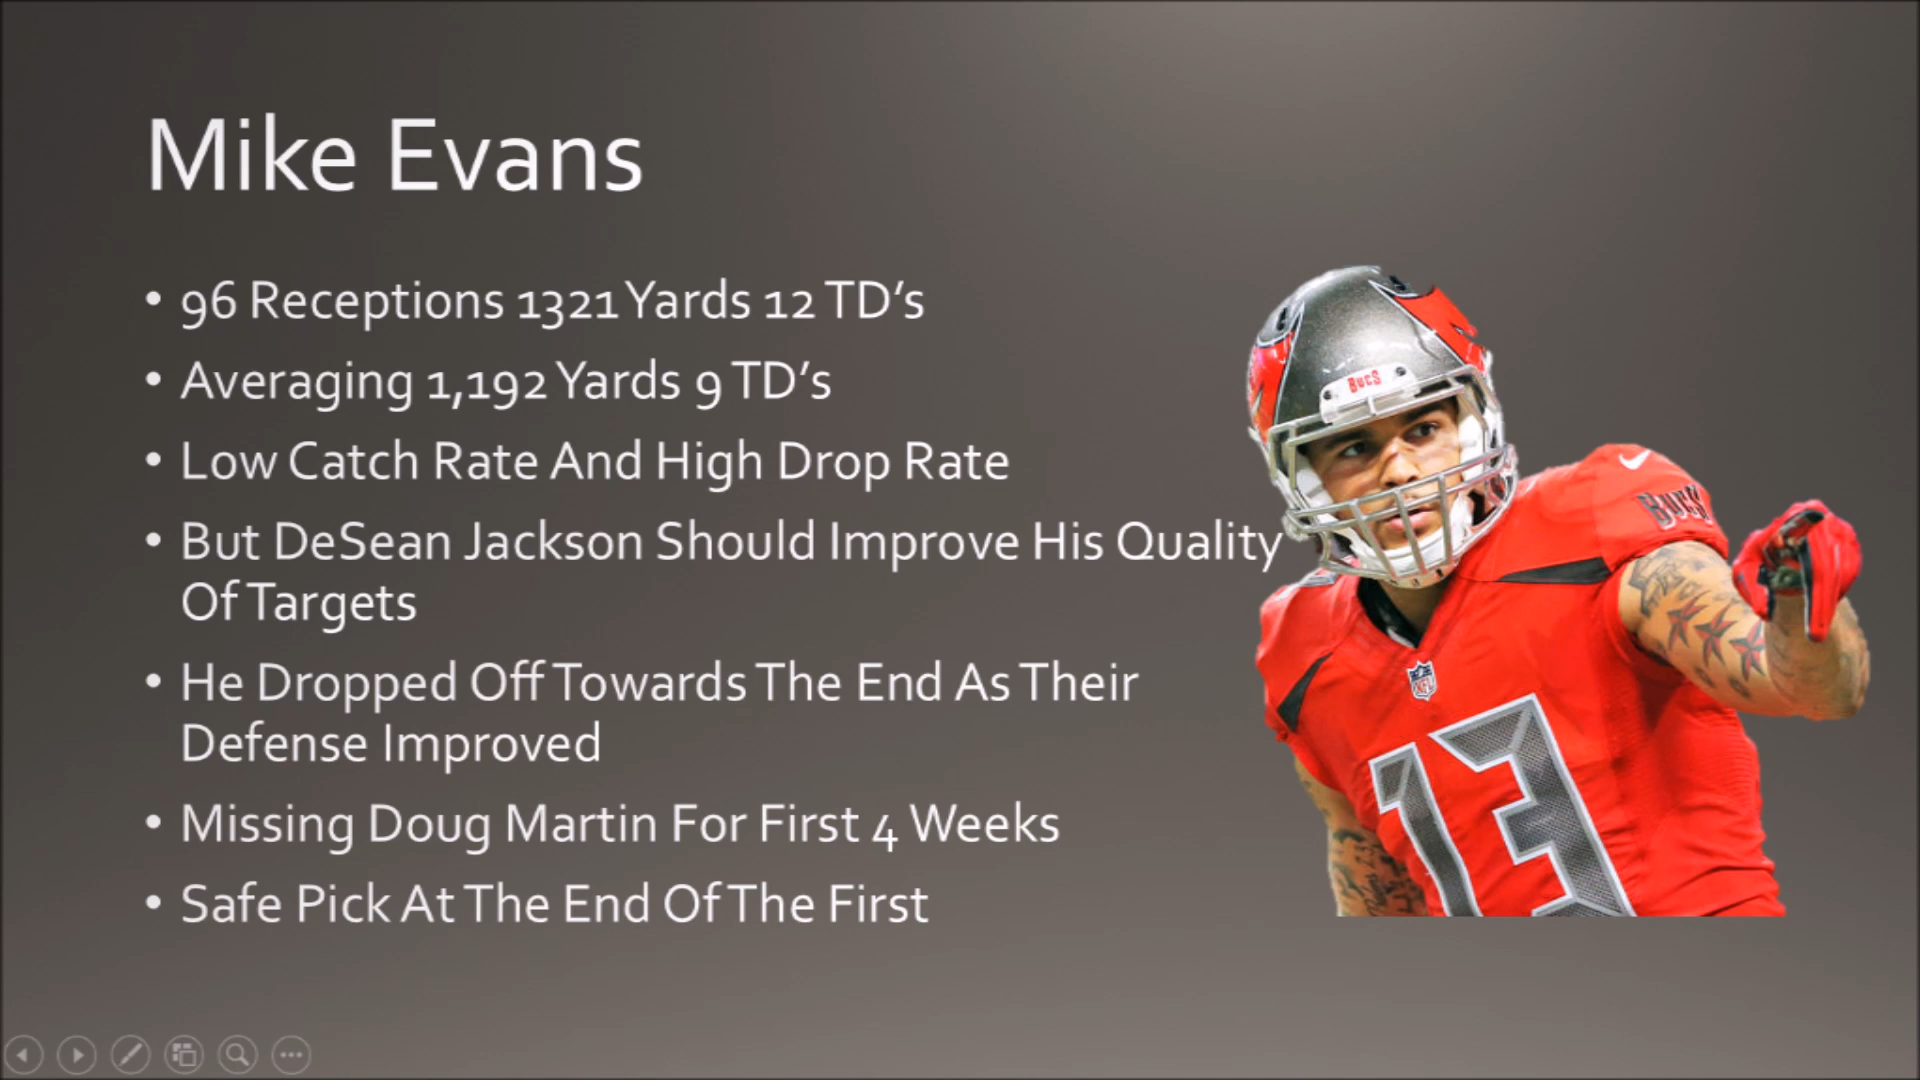 Mike Evans
• 96 Receptions 1321 Yards 12 TD’s
• Averaging 1,192 Yards 9 TD’s
• Low Catch Rate And High Drop Rate
• But DeSean Jackson Should Improve His Quality
Of Targets
• He Dropped Off Towards The End As Their
Defense Improved
• Missing Doug Martin For First 4 Weeks
• Safe Pick At The End Of The First
BUCS
BUCS
NFL
13